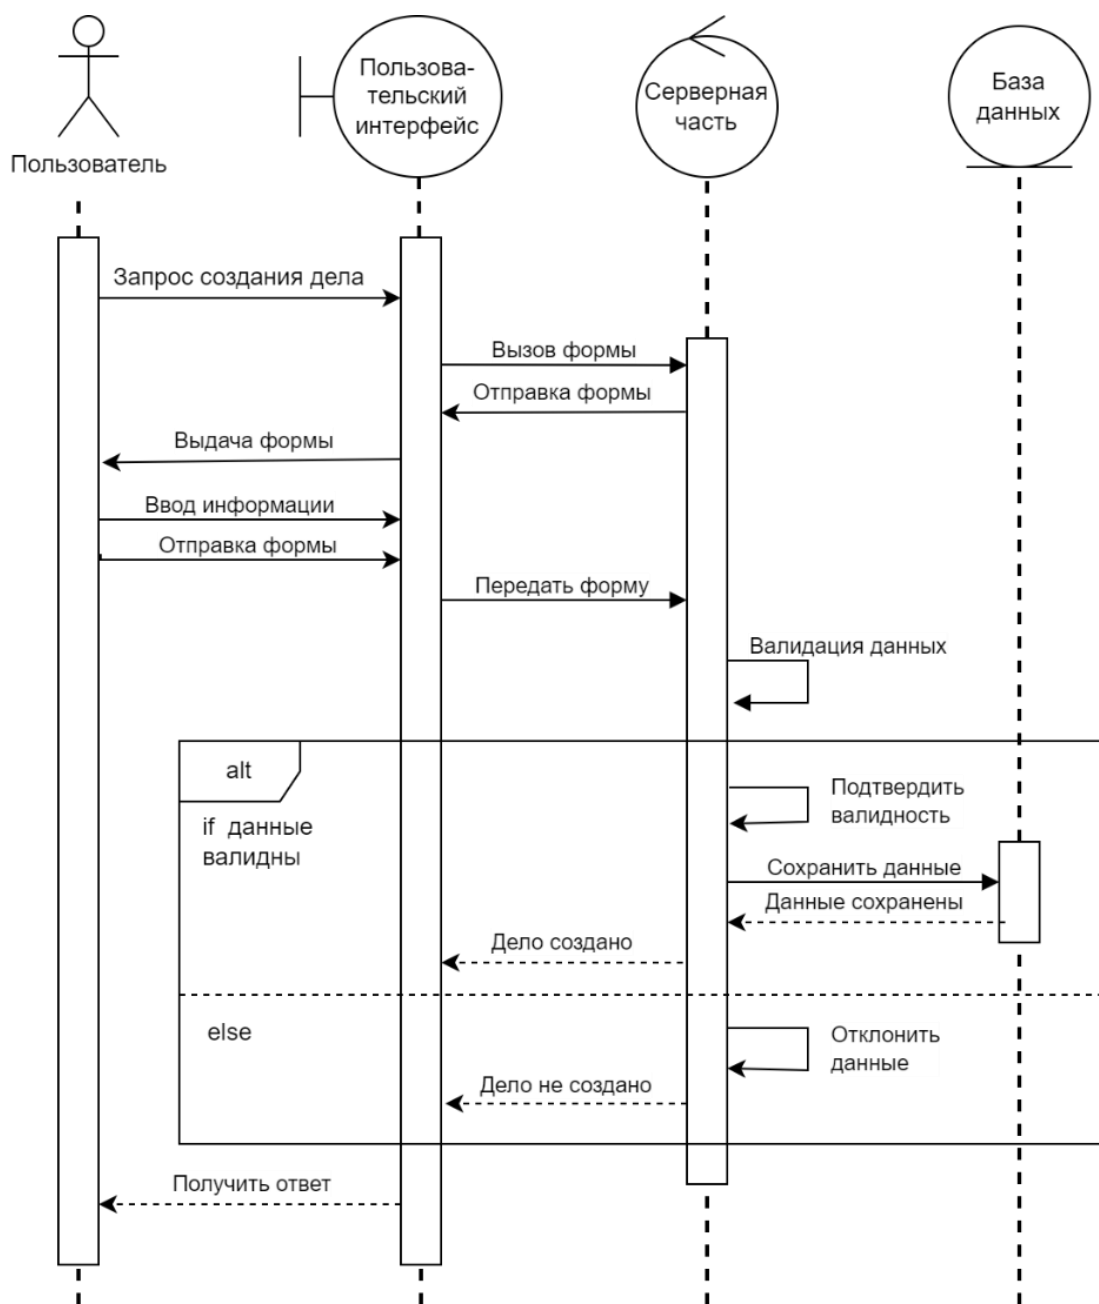 Пользова-
тельский
интерфейс
Серверная
часть
База
данных
Пользователь
Запрос создания дела
Вызов формы
Отправка формы
Выдача формы
Ввод информации
Отправка формы
Передать форму
Валидация данных
alt
if данные
валидны
Подтвердить
валидность
Сохранить данные
Данные сохранены
Дело создано
else
Отклонить
данные
Дело не создано
Получить ответ